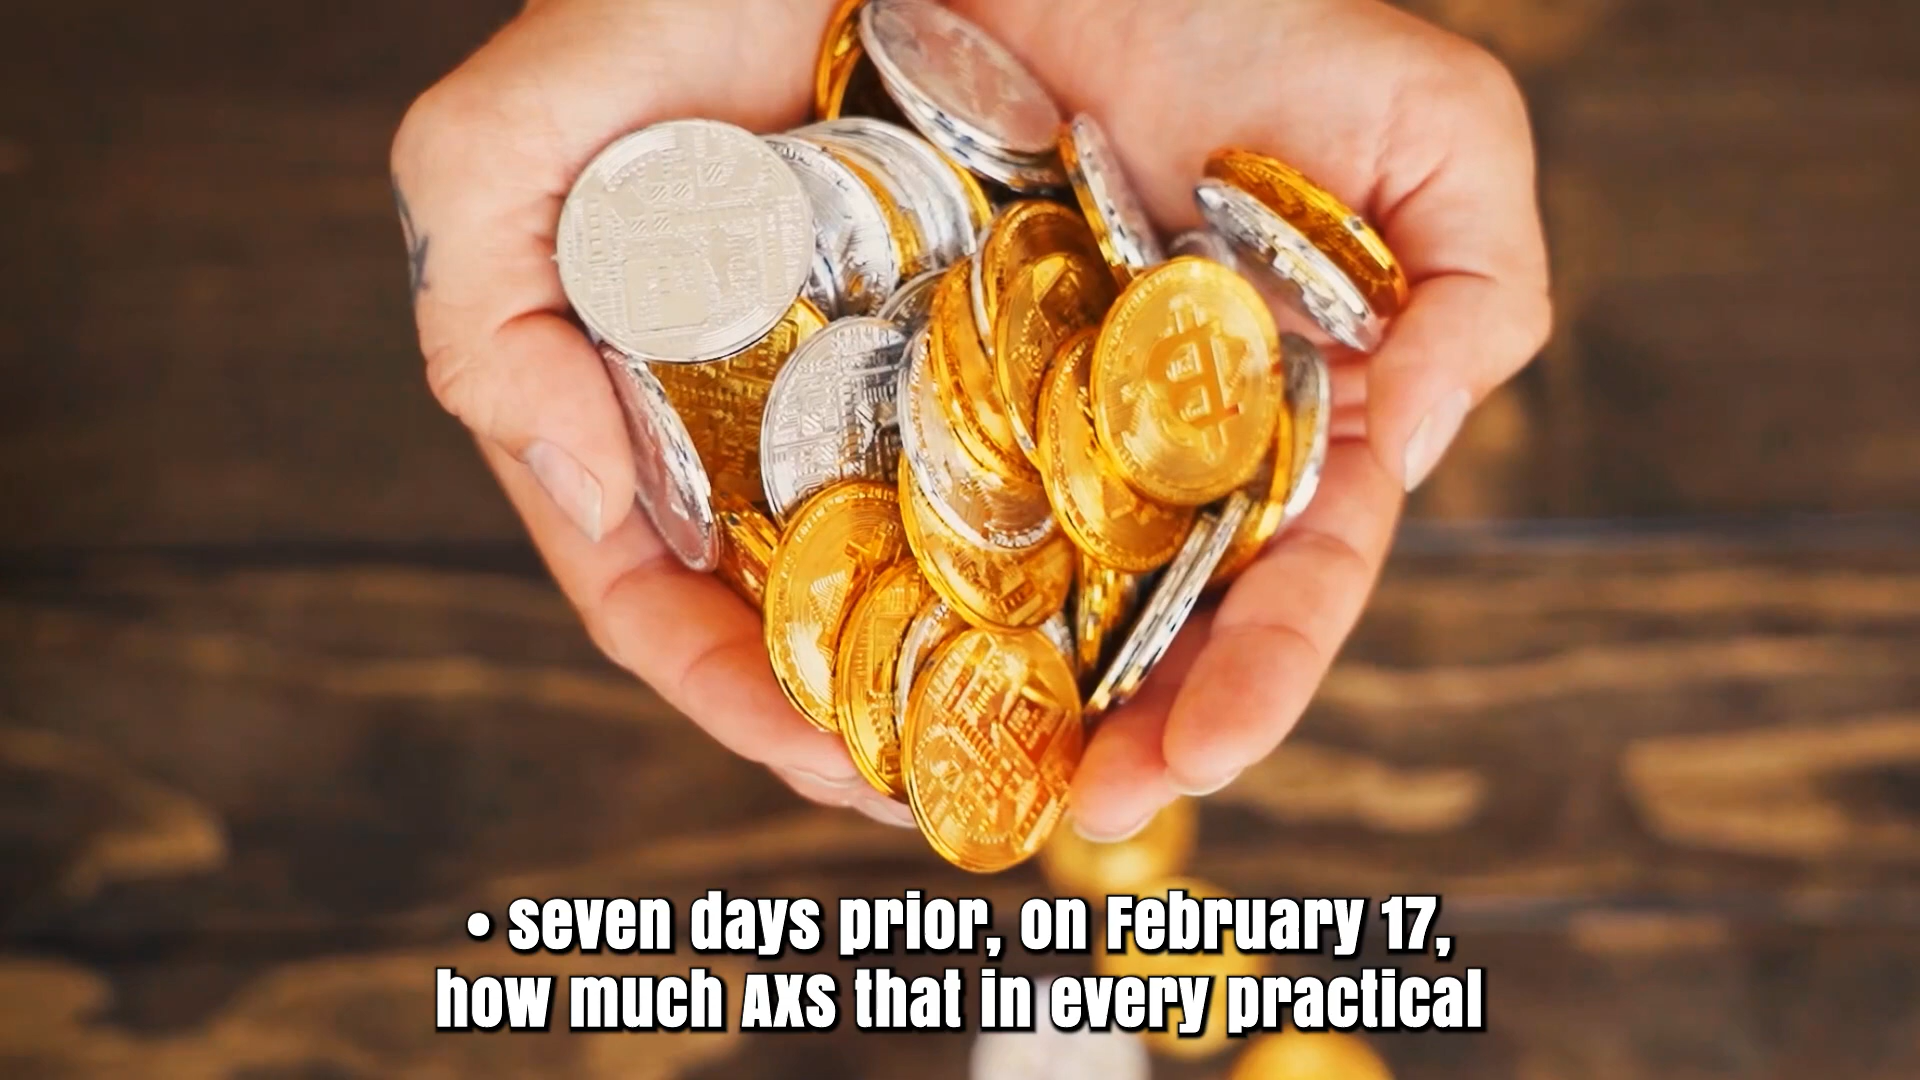 • seven days prior, on February 17,
how much AXS that in every practical